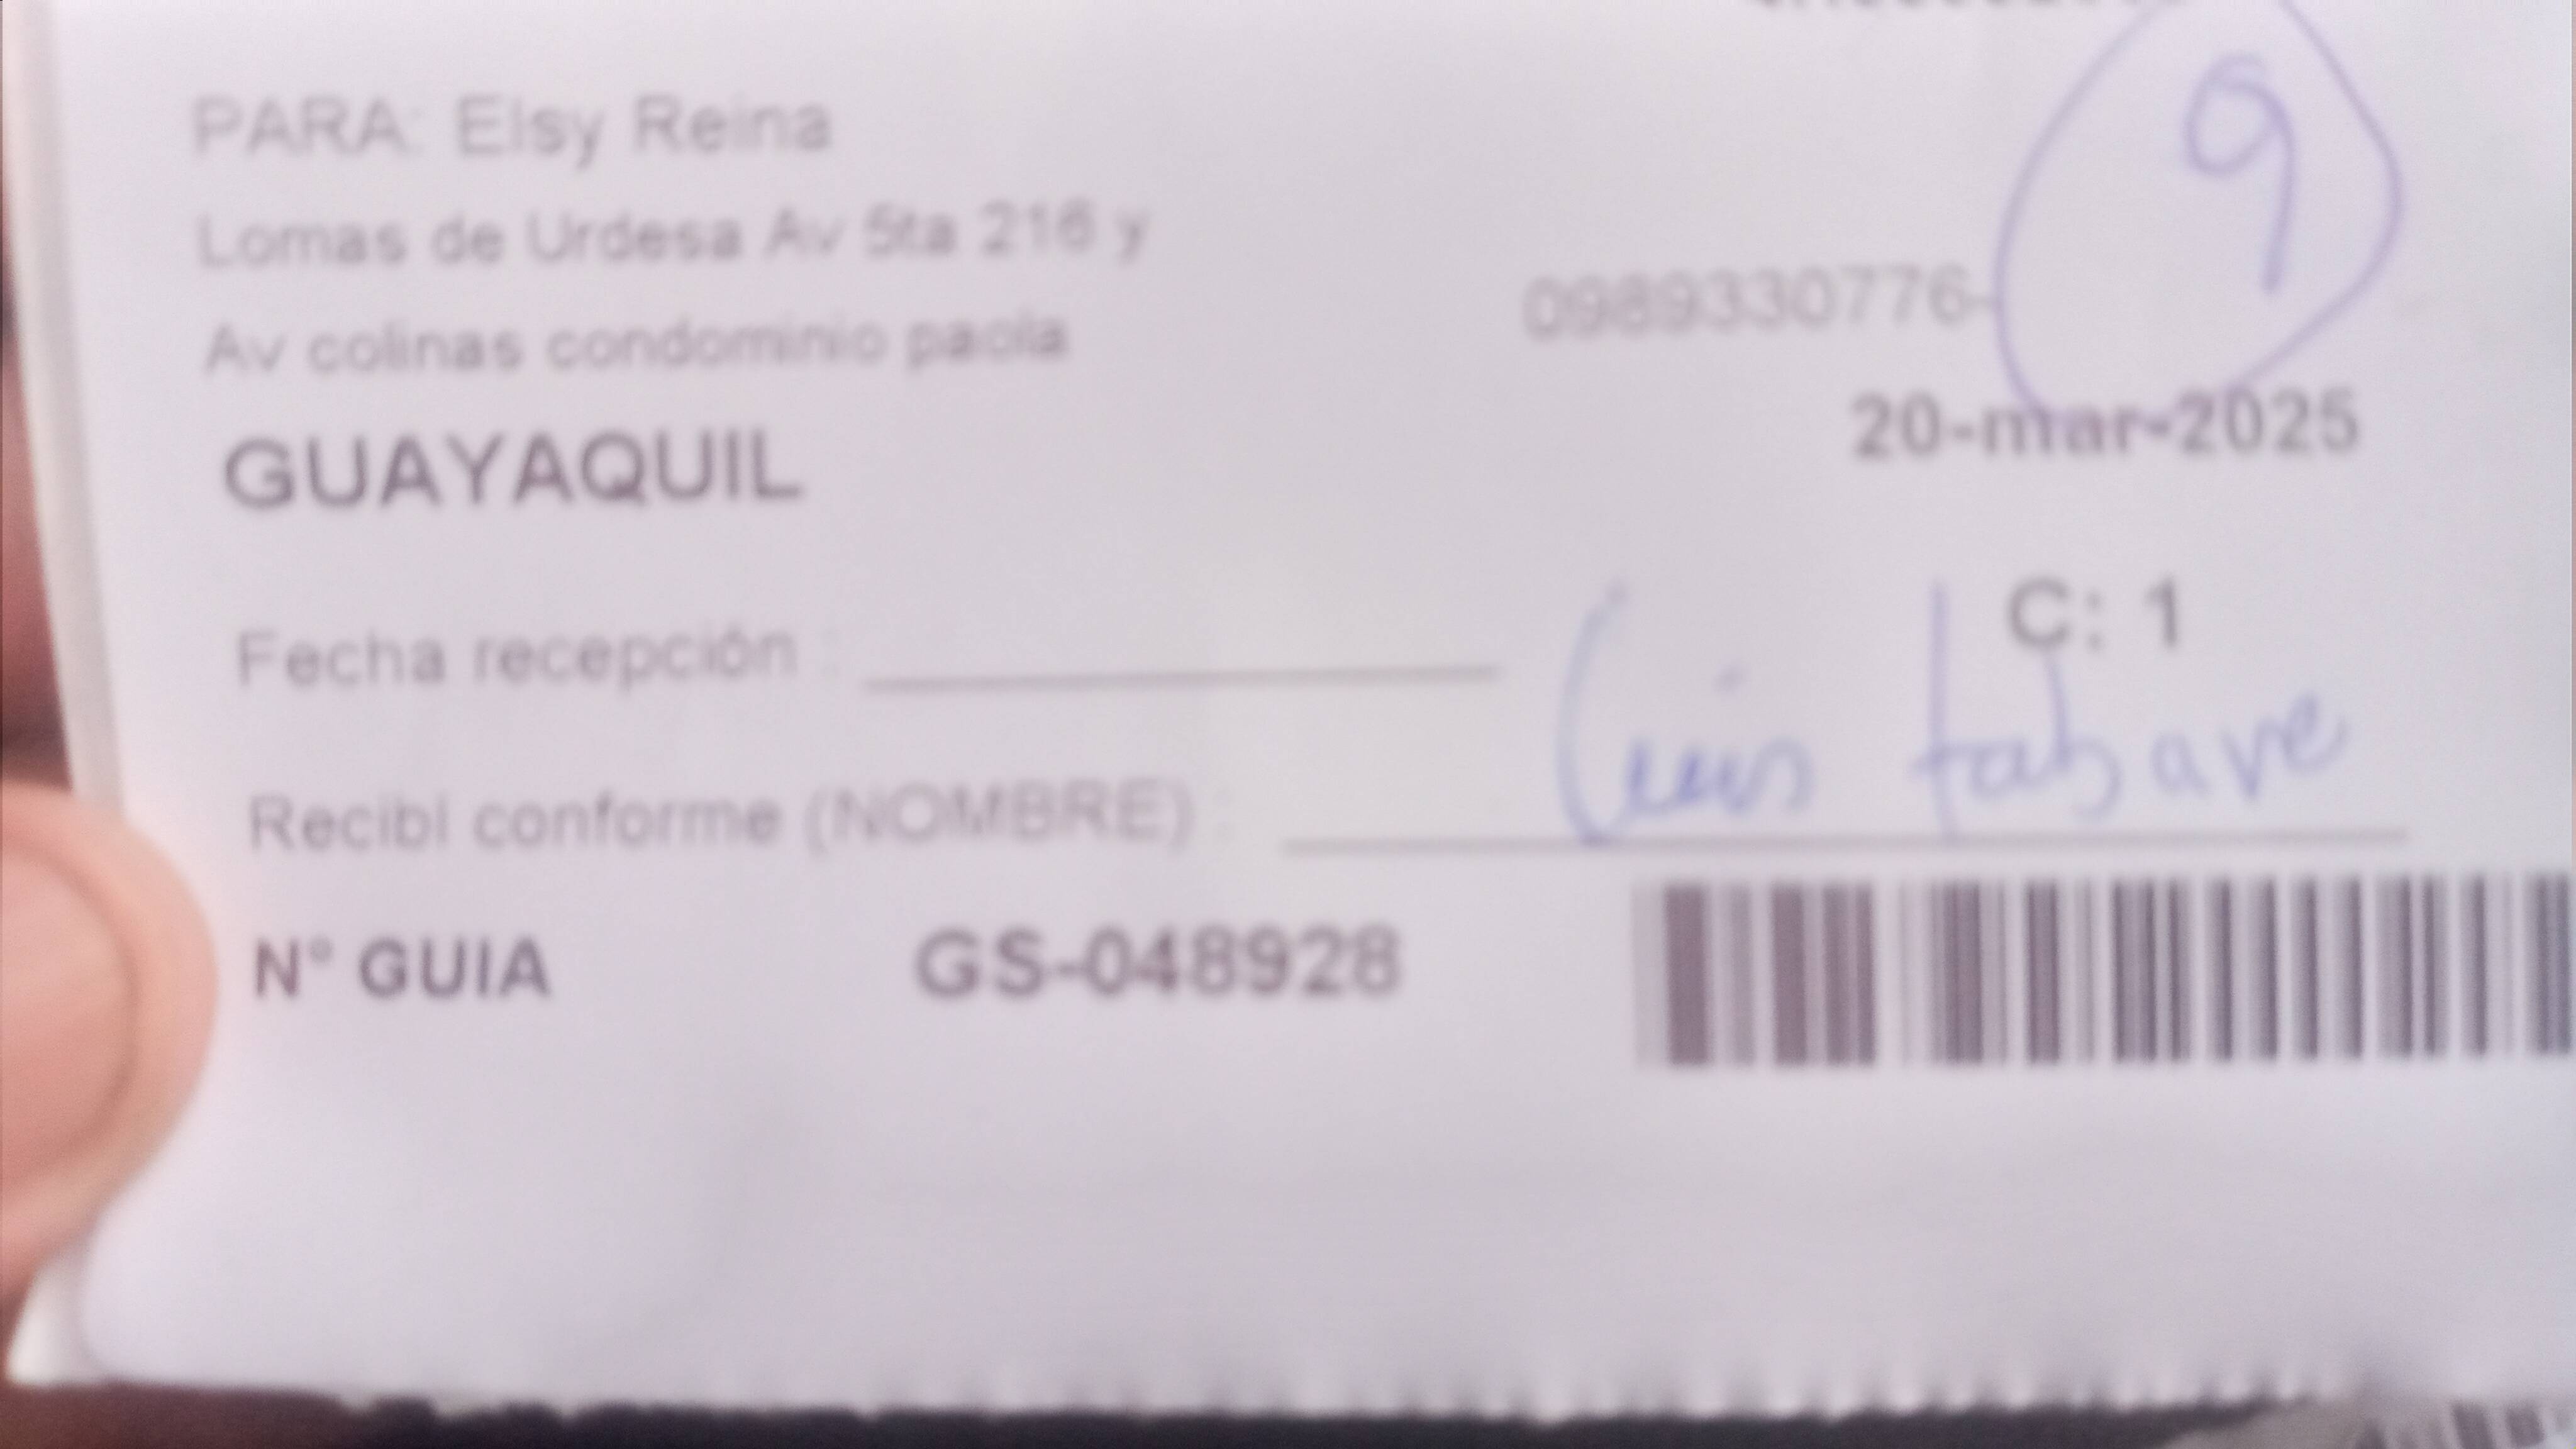 9
PARA: Elsy Reina
Lomas de Urdesa Av 5ta 216 y
0989330776-
Av colinas condominio paola
20-mar-2025
GUAYAQUIL
C: 1
Fecha recepción :
Recibí conforme (NOMBRE) : Luis
N° GUIA GS-048928